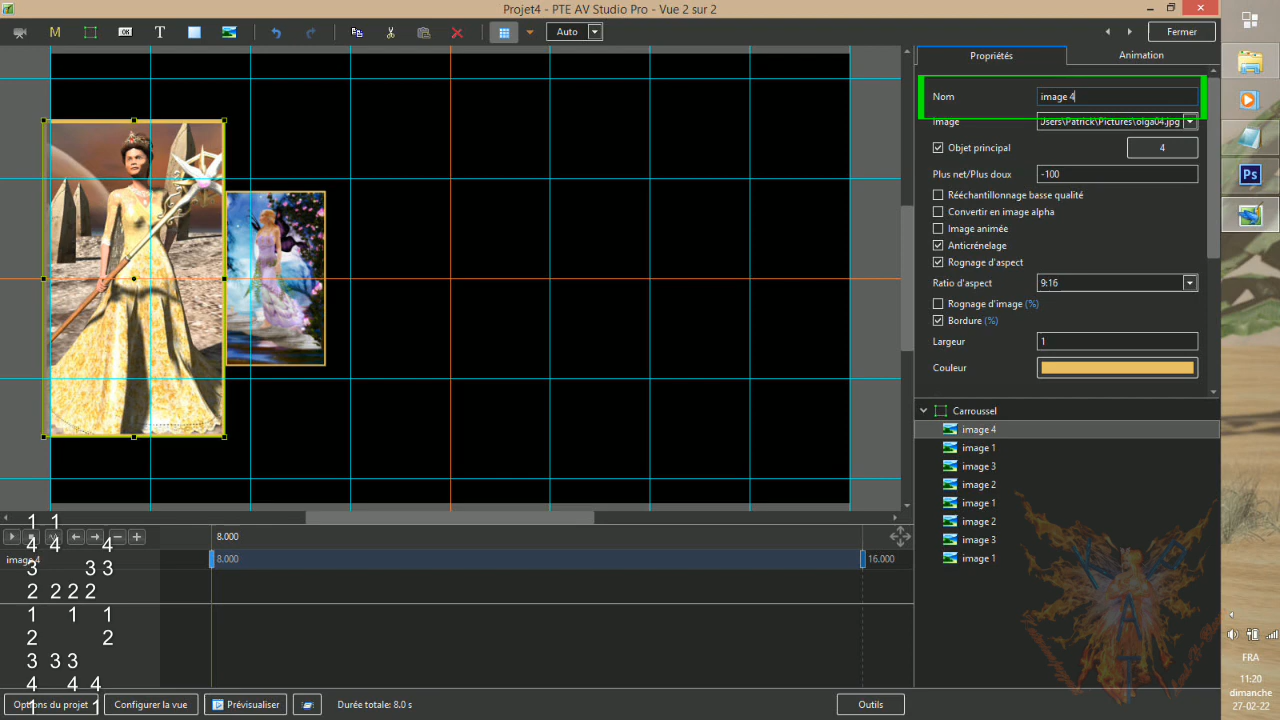 Projet4 - PTE AV Studio Pro - Vue 2 sur 2
M
OK
T
Auto
Fermer
Propriétés
Animation
Nom
image 4
Image
Jsers\Patrick\Pictures\olga04.jpg
Objet principal
4
Plus net/Plus doux
-100
Rééchantillonnage basse qualité
Convertir en image alpha
Image animée
Anticrénelage
Rognage d'aspect
Ratio d'aspect
9:16
Rognage d'image (%)
Bordure (%)
Largeur
1
Couleur
Carroussel
image 4
image 1
image 3
image 2
image 1
image 2
image 3
image 1
8.000
image 4
8.000
16.000
1 1
4 4 4
3 3 3
2 2 2 2
1 1 1
2 2
3 3 3
4 4 4
1 1
Options du projet
Configurer la vue
Prévisualiser
Durée totale: 8.0 s
Outils
Ps
FRA
11:20
dimanche
27-02-22
K
A
T